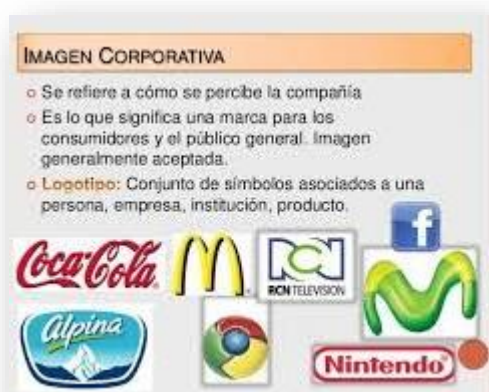 IMAGEN CORPORATIVA
Se refiere a cómo se percibe la compañía
Es lo que significa una marca para los
consumidores y el público general. Imagen
generalmente aceptada.
Logotipo: Conjunto de símbolos asociados a una
persona, empresa, institución, producto.
f
Coca-Cola
M
RCN
RCN TELEVISION
M
alpina
Nintendo